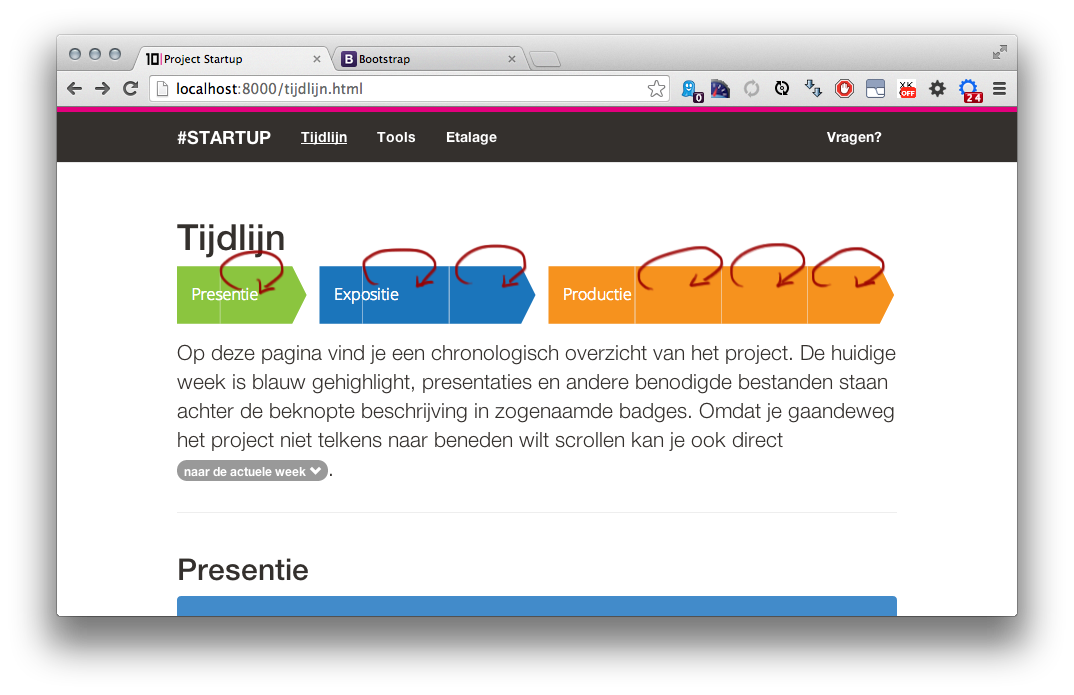 10 Project Startup
B Bootstrap
localhost:8000/tijdlijn.html
0
OFF
24
#STARTUP Tijdlijn Tools Etalage Vragen?
Tijdlijn
Presentie Expositie Productie
Op deze pagina vind je een chronologisch overzicht van het project. De huidige
week is blauw gehighlight, presentaties en andere benodigde bestanden staan
achter de beknopte beschrijving in zogenaamde badges. Omdat je gaandeweg
het project niet telkens naar beneden wilt scrollen kan je ook direct
naar de actuele week .
Presentie